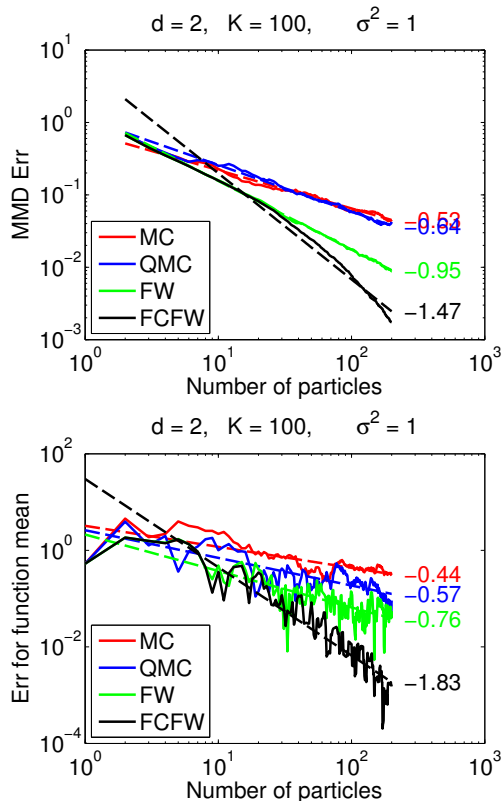 d = 2, K = 100, σ² = 1
10¹
10⁰
10⁻¹
10⁻²
10⁻³
MMD Err
MC
QMC
FW
FCFW
−0.53
−0.64
−0.95
−1.47
10⁰ 10¹ 10² 10³
Number of particles
d = 2, K = 100, σ² = 1
10²
10⁰
10⁻²
10⁻⁴
Err for function mean
MC
QMC
FW
FCFW
−0.44
−0.57
−0.76
−1.83
10⁰ 10¹ 10² 10³
Number of particles